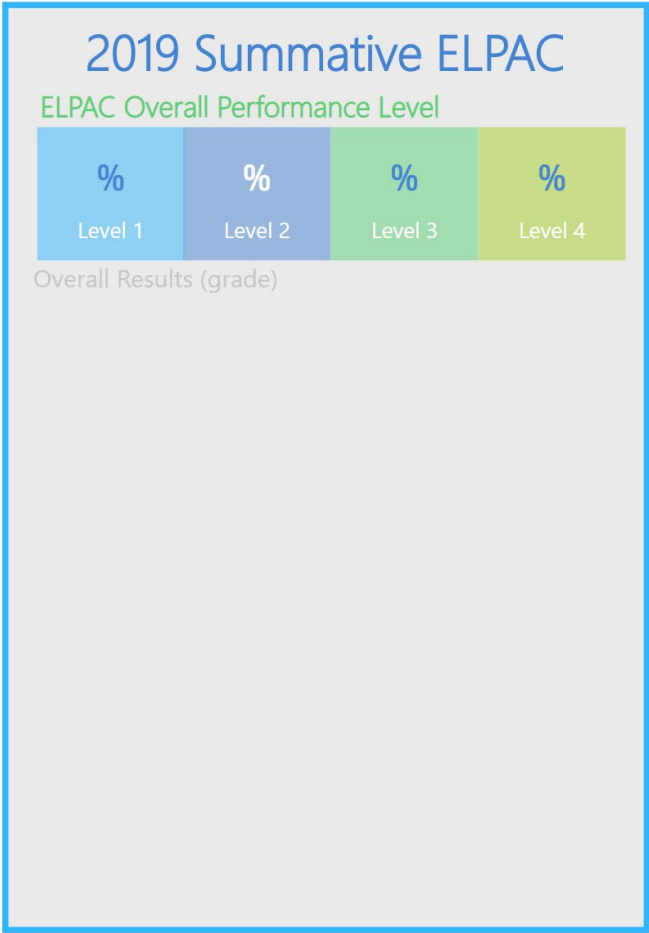 2019 Summative ELPAC
ELPAC Overall Performance Level
% % % %
Level 1 Level 2 Level 3 Level 4
Overall Results (grade)